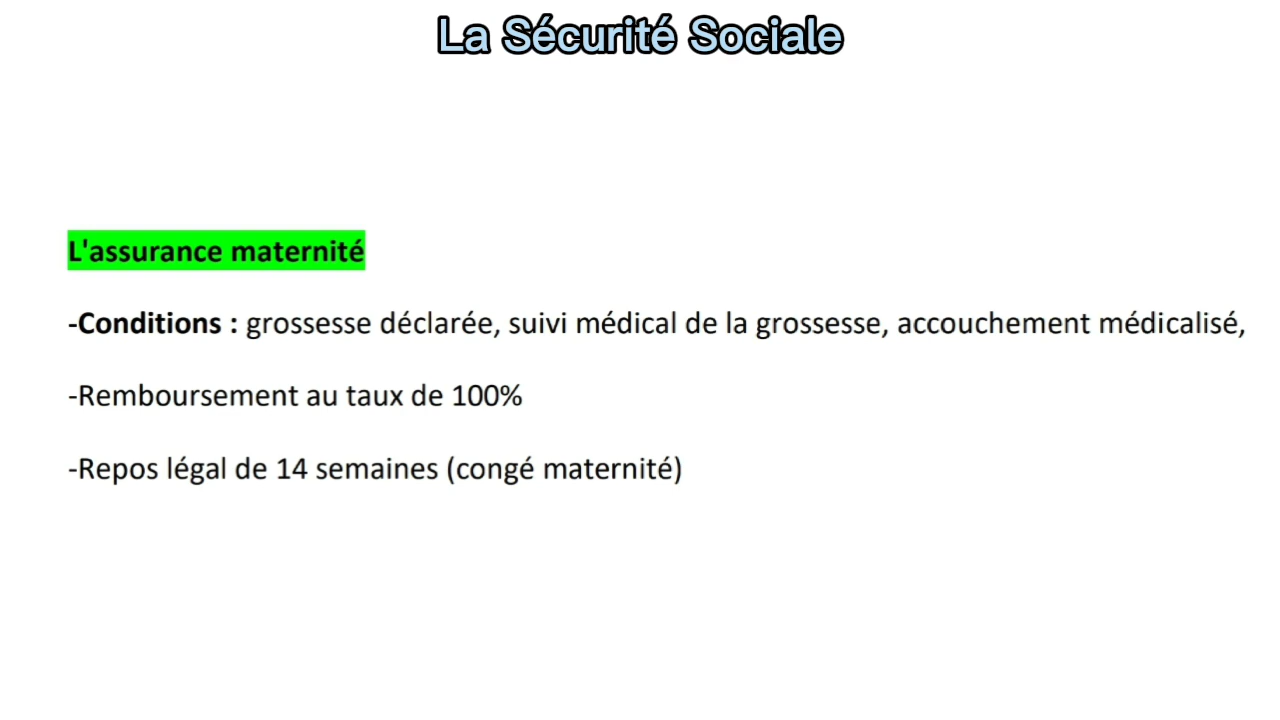 La Sécurité Sociale
L'assurance maternité
-Conditions : grossesse déclarée, suivi médical de la grossesse, accouchement médicalisé,
-Remboursement au taux de 100%
-Repos légal de 14 semaines (congé maternité)